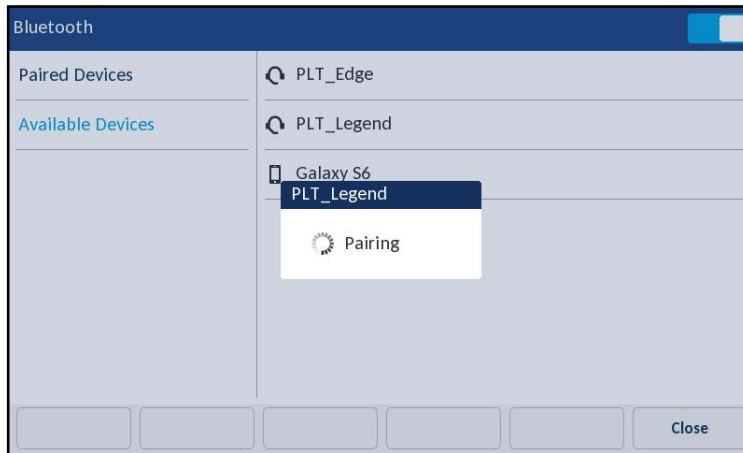 Bluetooth
Paired Devices
Available Devices
PLT_Edge
PLT_Legend
Galaxy S6
PLT_Legend
Pairing
Close